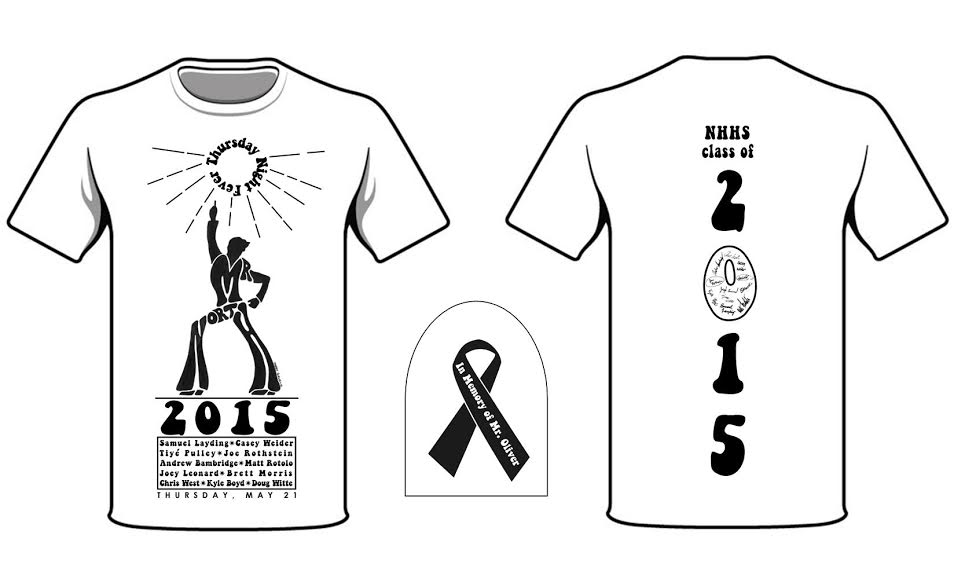 Thursday Night Fever
MR
NORTH
2015
Samuel Layding*Casey Weider
Tiyé Pulley*Joe Rothstein
Andrew Bambridge*Matt Rotolo
Joey Leonard*Brett Morris
Chris West*Kyle Boyd*Doug Witte
THURSDAY, MAY 21
In Memory of Mr. Oliver
NHHS
class of
2
0
1
5